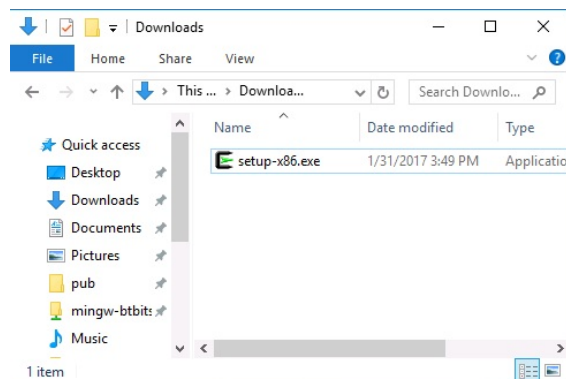 Downloads
File Home Share View
This ... > Downloa... Search Downlo...
Name Date modified Type
Quick access
setup-x86.exe 1/31/2017 3:49 PM Applicatio
Desktop
Downloads
Documents
Pictures
pub
mingw-btbits
Music
1 item